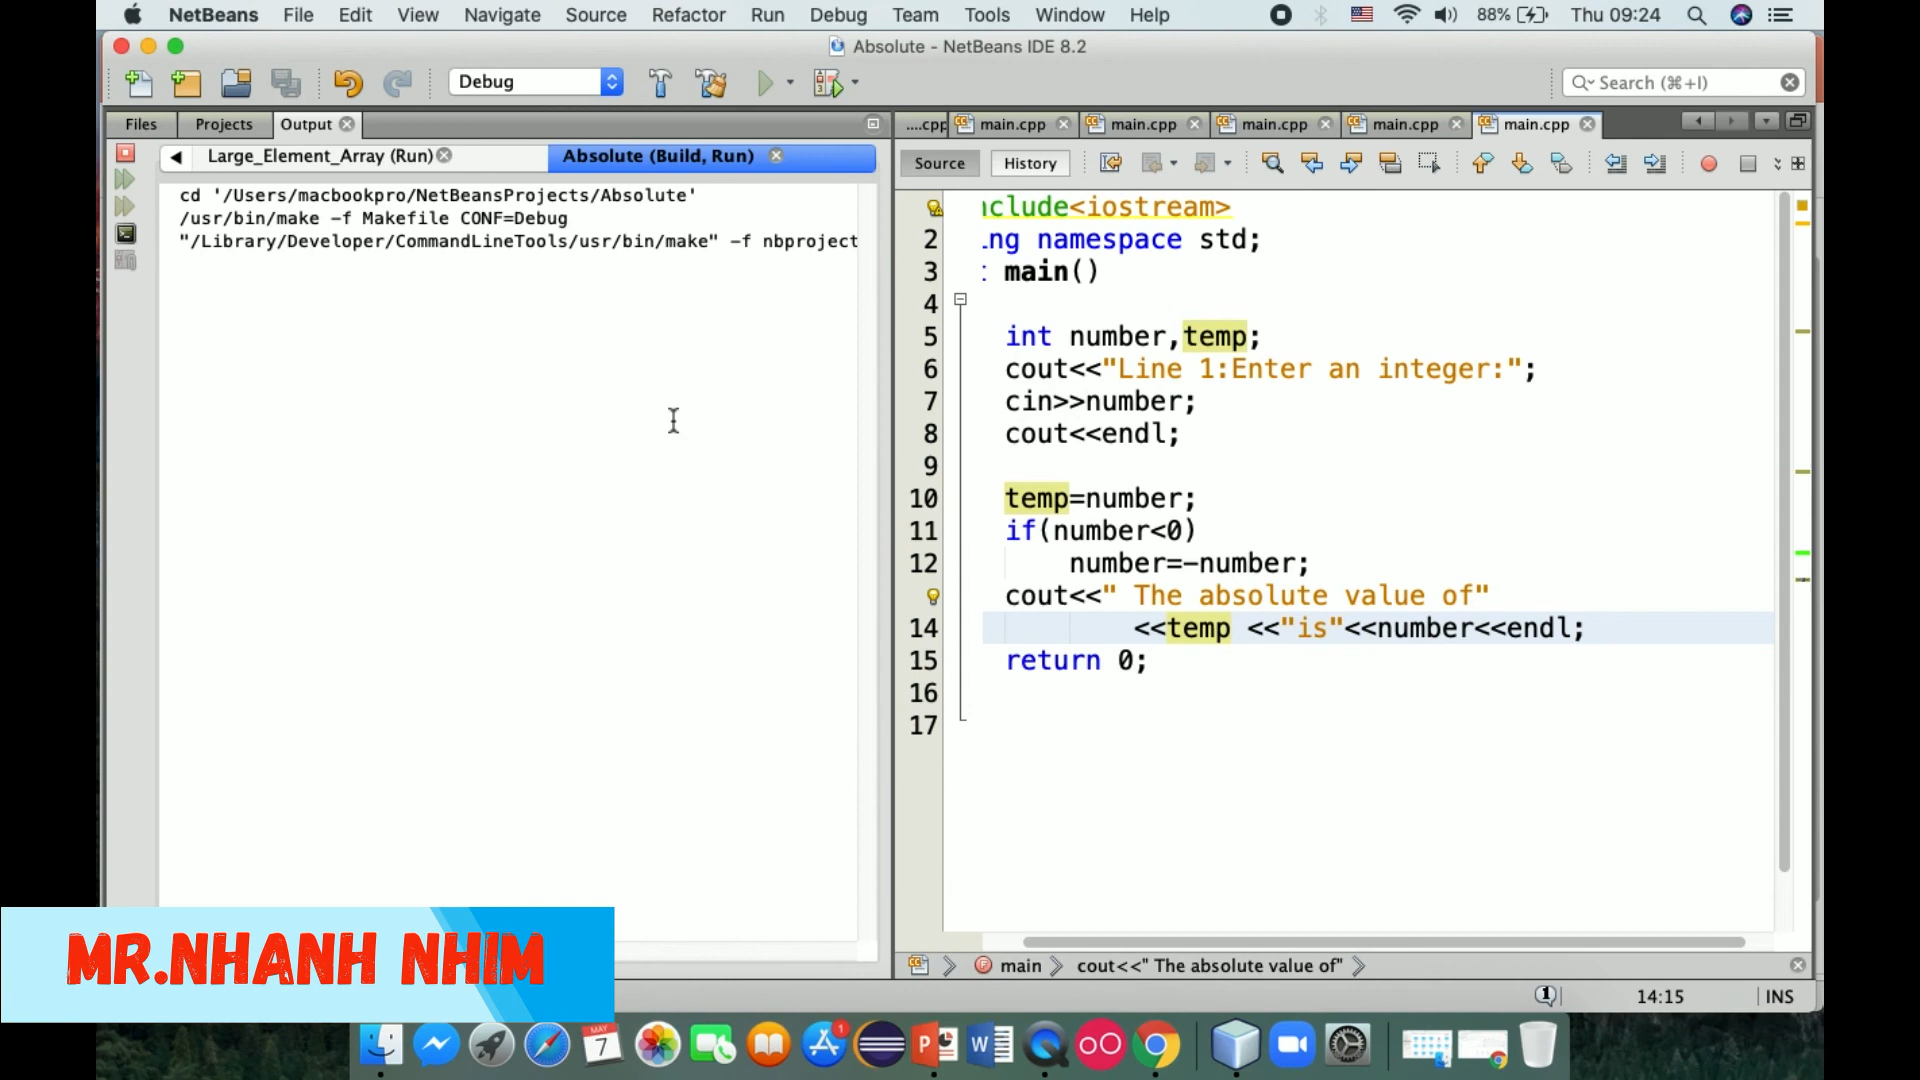 NetBeans File Edit View Navigate Source Refactor Run Debug Team Tools Window Help 88% Thu 09:24
Absolute - NetBeans IDE 8.2
Debug
Search (⌘+I)
Files Projects Output
....cpp main.cpp main.cpp main.cpp main.cpp main.cpp
Large_Element_Array (Run) Absolute (Build, Run)
Source History
cd '/Users/macbookpro/NetBeansProjects/Absolute'
/usr/bin/make -f Makefile CONF=Debug
"/Library/Developer/CommandLineTools/usr/bin/make" -f nbproject
nclude<iostream>
2 ng namespace std;
3 main()
4
5 int number,temp;
6 cout<<"Line 1:Enter an integer:";
7 cin>>number;
8 cout<<endl;
9
10 temp=number;
11 if(number<0)
12 number=-number;
cout<<" The absolute value of"
14 <<temp <<"is"<<number<<endl;
15 return 0;
16
17
main cout<<" The absolute value of"
1 14:15 INS
MR.NHANH NHIM
MAY
7
1